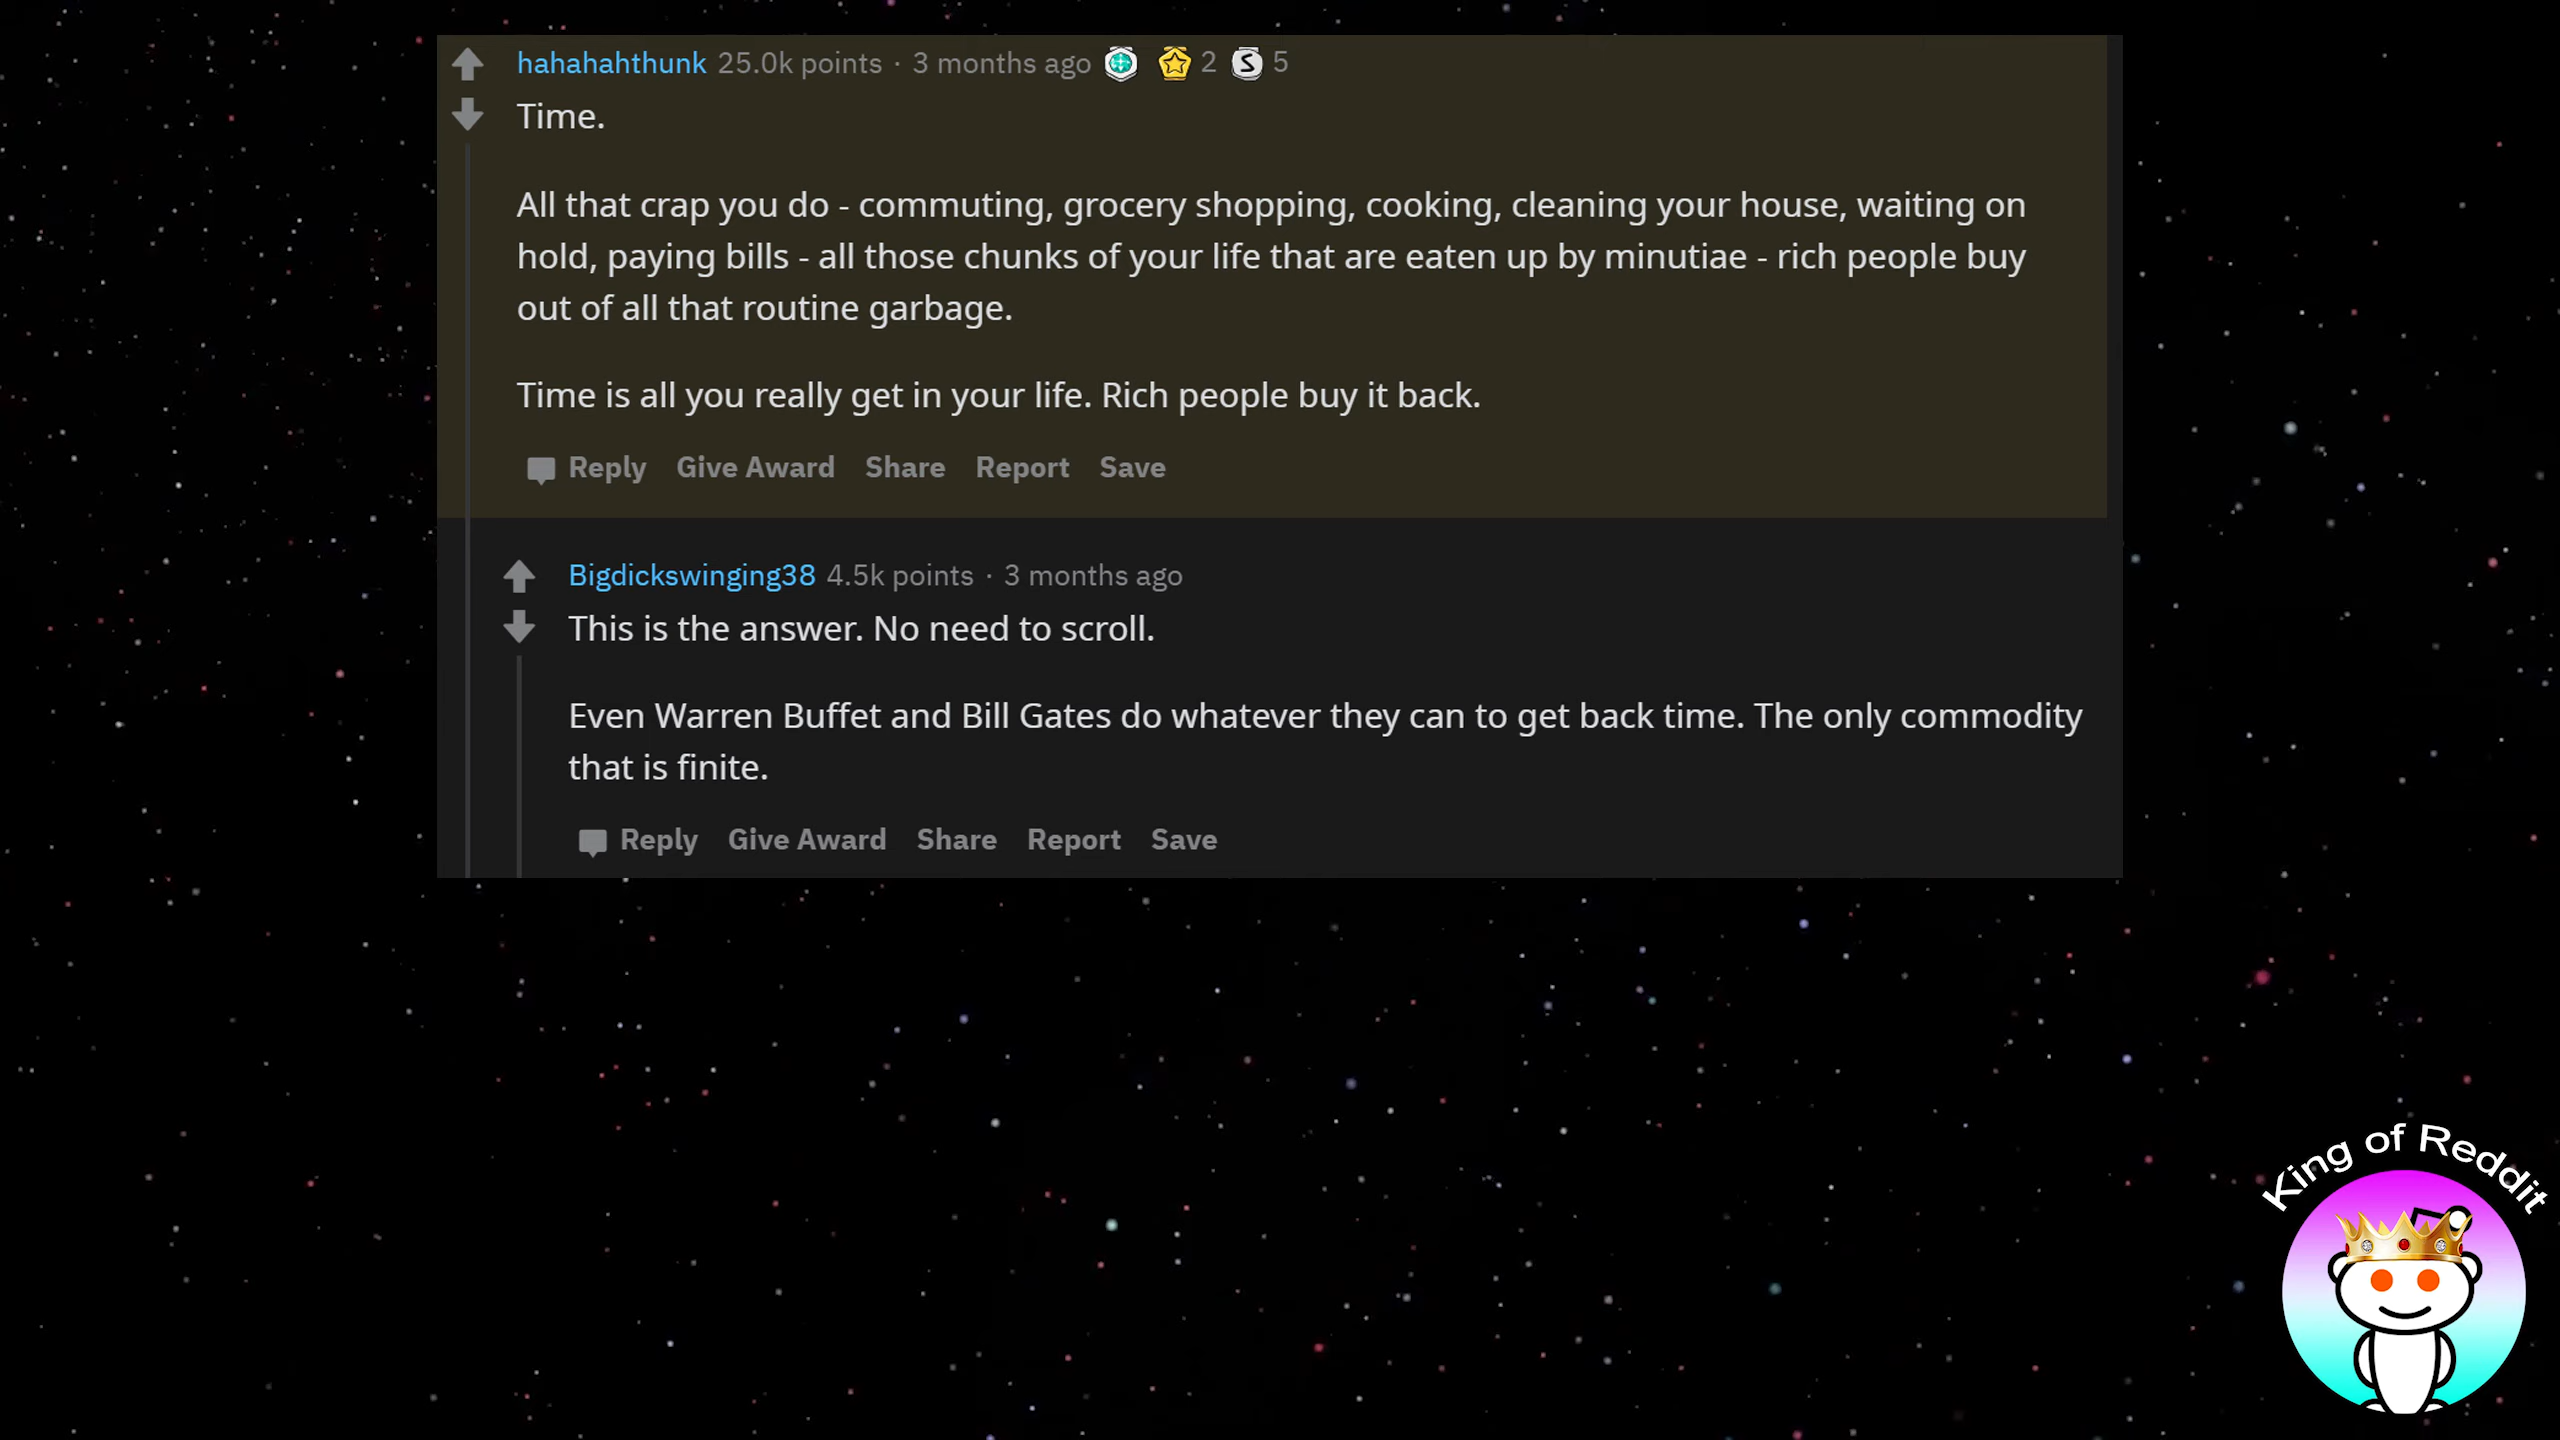 hahahahthunk 25.0k points · 3 months ago 2 S 5
Time.
All that crap you do - commuting, grocery shopping, cooking, cleaning your house, waiting on
hold, paying bills - all those chunks of your life that are eaten up by minutiae - rich people buy
out of all that routine garbage.
Time is all you really get in your life. Rich people buy it back.
Reply Give Award Share Report Save
Bigdickswinging38 4.5k points · 3 months ago
This is the answer. No need to scroll.
Even Warren Buffet and Bill Gates do whatever they can to get back time. The only commodity
that is finite.
Reply Give Award Share Report Save
King of Reddit